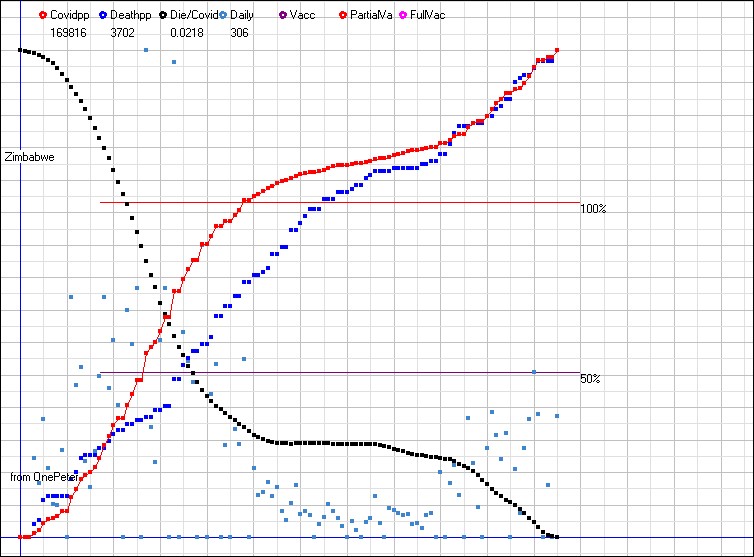 Covidpp Deathpp Die/Covid Daily Vacc PartialVa FullVac
169816 3702 0.0218 306
Zimbabwe
100%
50%
from OnePeter